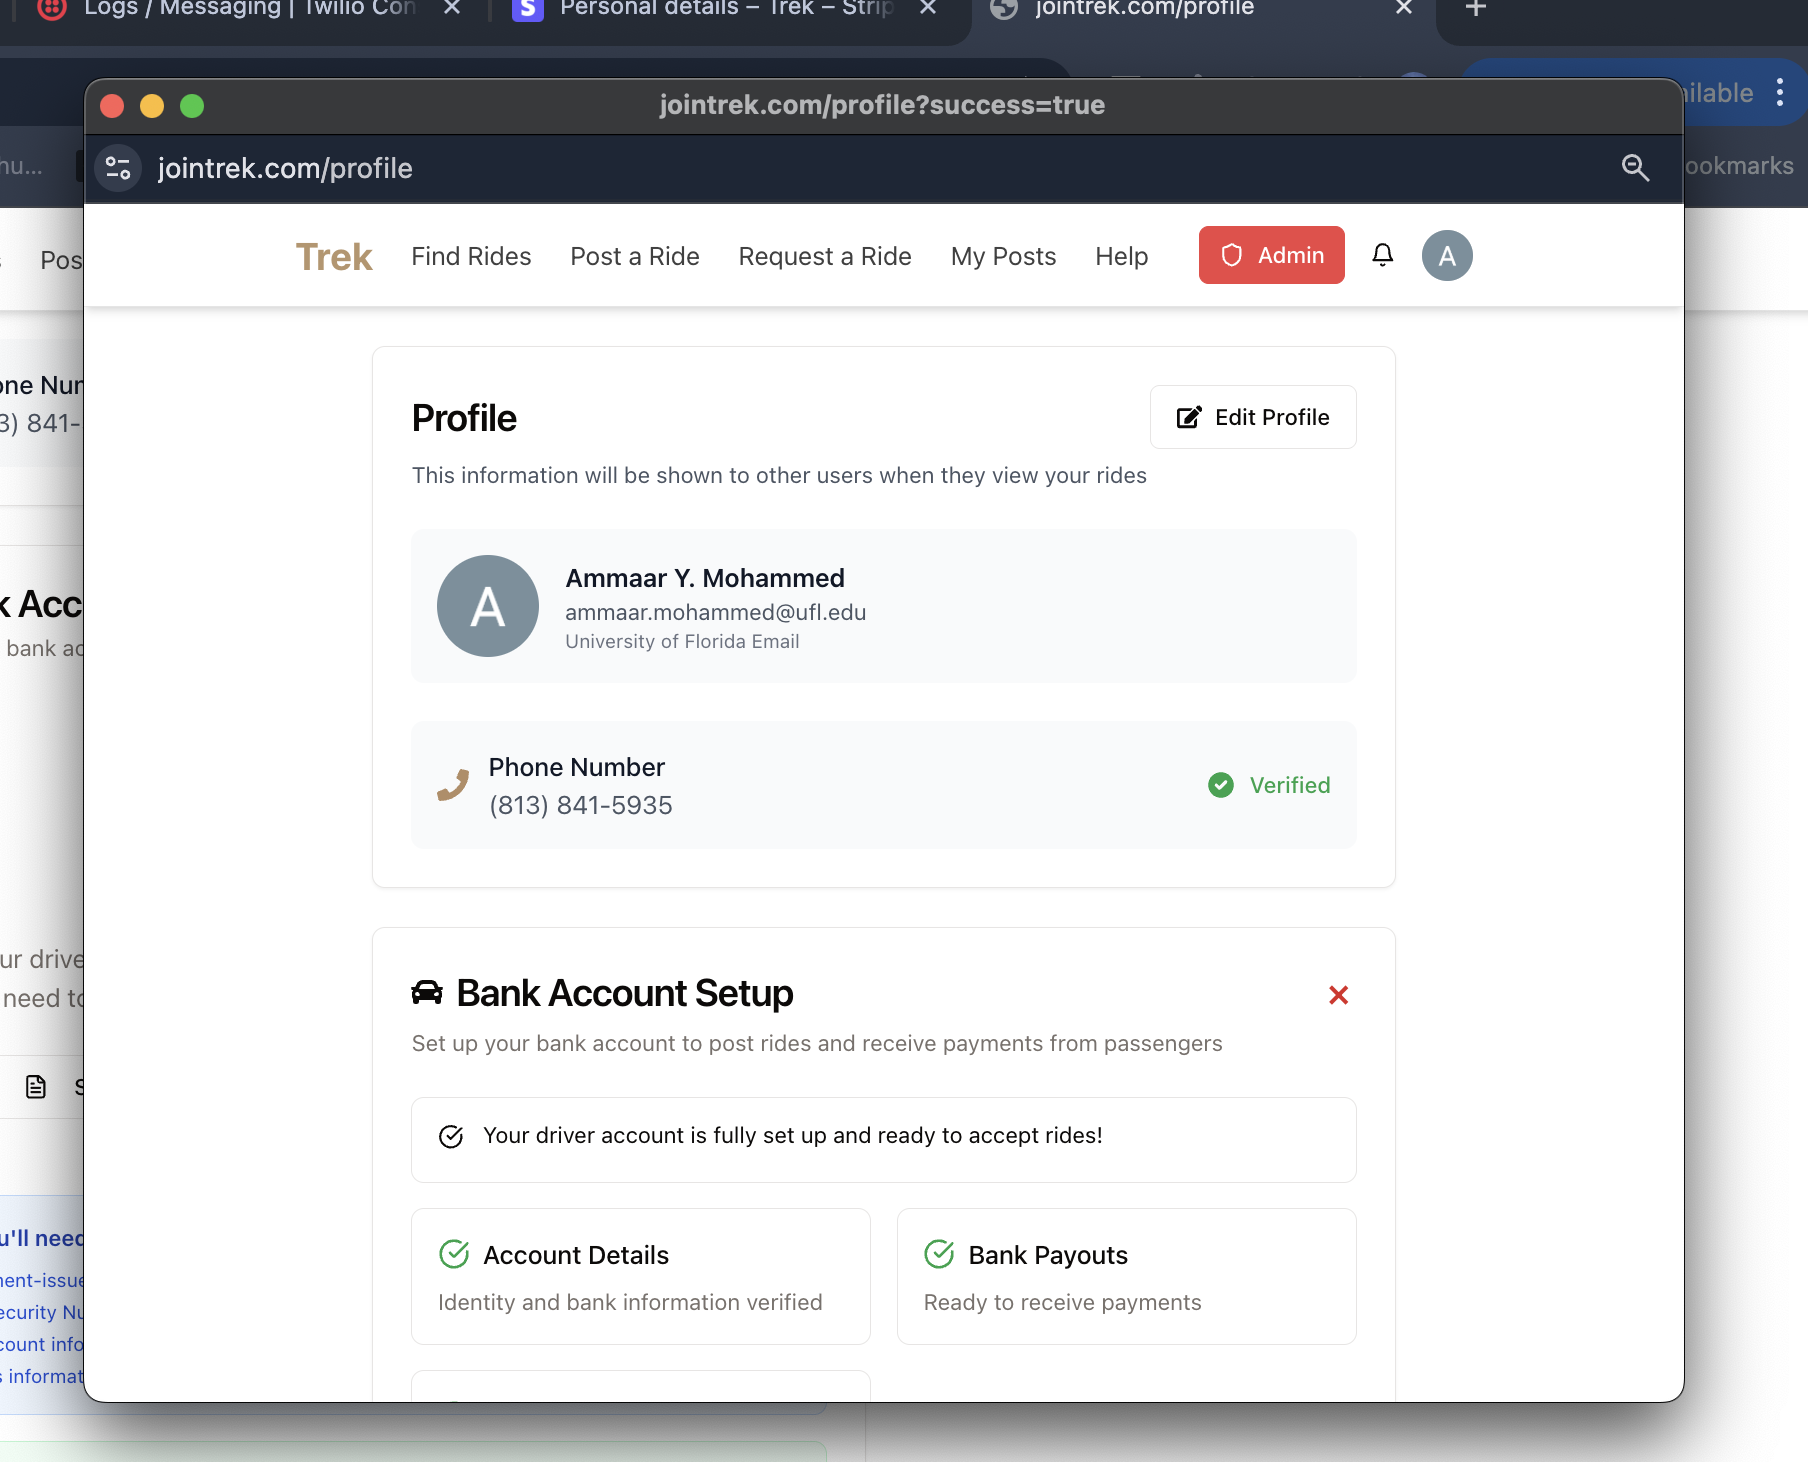 Logs / Messaging | Twilio Con
Personal details – Trek – Strip
jointrek.com/profile
jointrek.com/profile?success=true
ilable
hu...
jointrek.com/profile
ookmarks
Pos
Trek
Find Rides
Post a Ride
Request a Ride
My Posts
Help
Admin
A
one Nur
3) 841-
Profile
Edit Profile
This information will be shown to other users when they view your rides
A
Ammaar Y. Mohammed
ammaar.mohammed@ufl.edu
University of Florida Email
k Acc
bank ac
Phone Number
(813) 841-5935
Verified
ur drive
need to
Bank Account Setup
Set up your bank account to post rides and receive payments from passengers
S
Your driver account is fully set up and ready to accept rides!
u'll need
ent-issue
ecurity Nu
count info
s informat
Account Details
Identity and bank information verified
Bank Payouts
Ready to receive payments